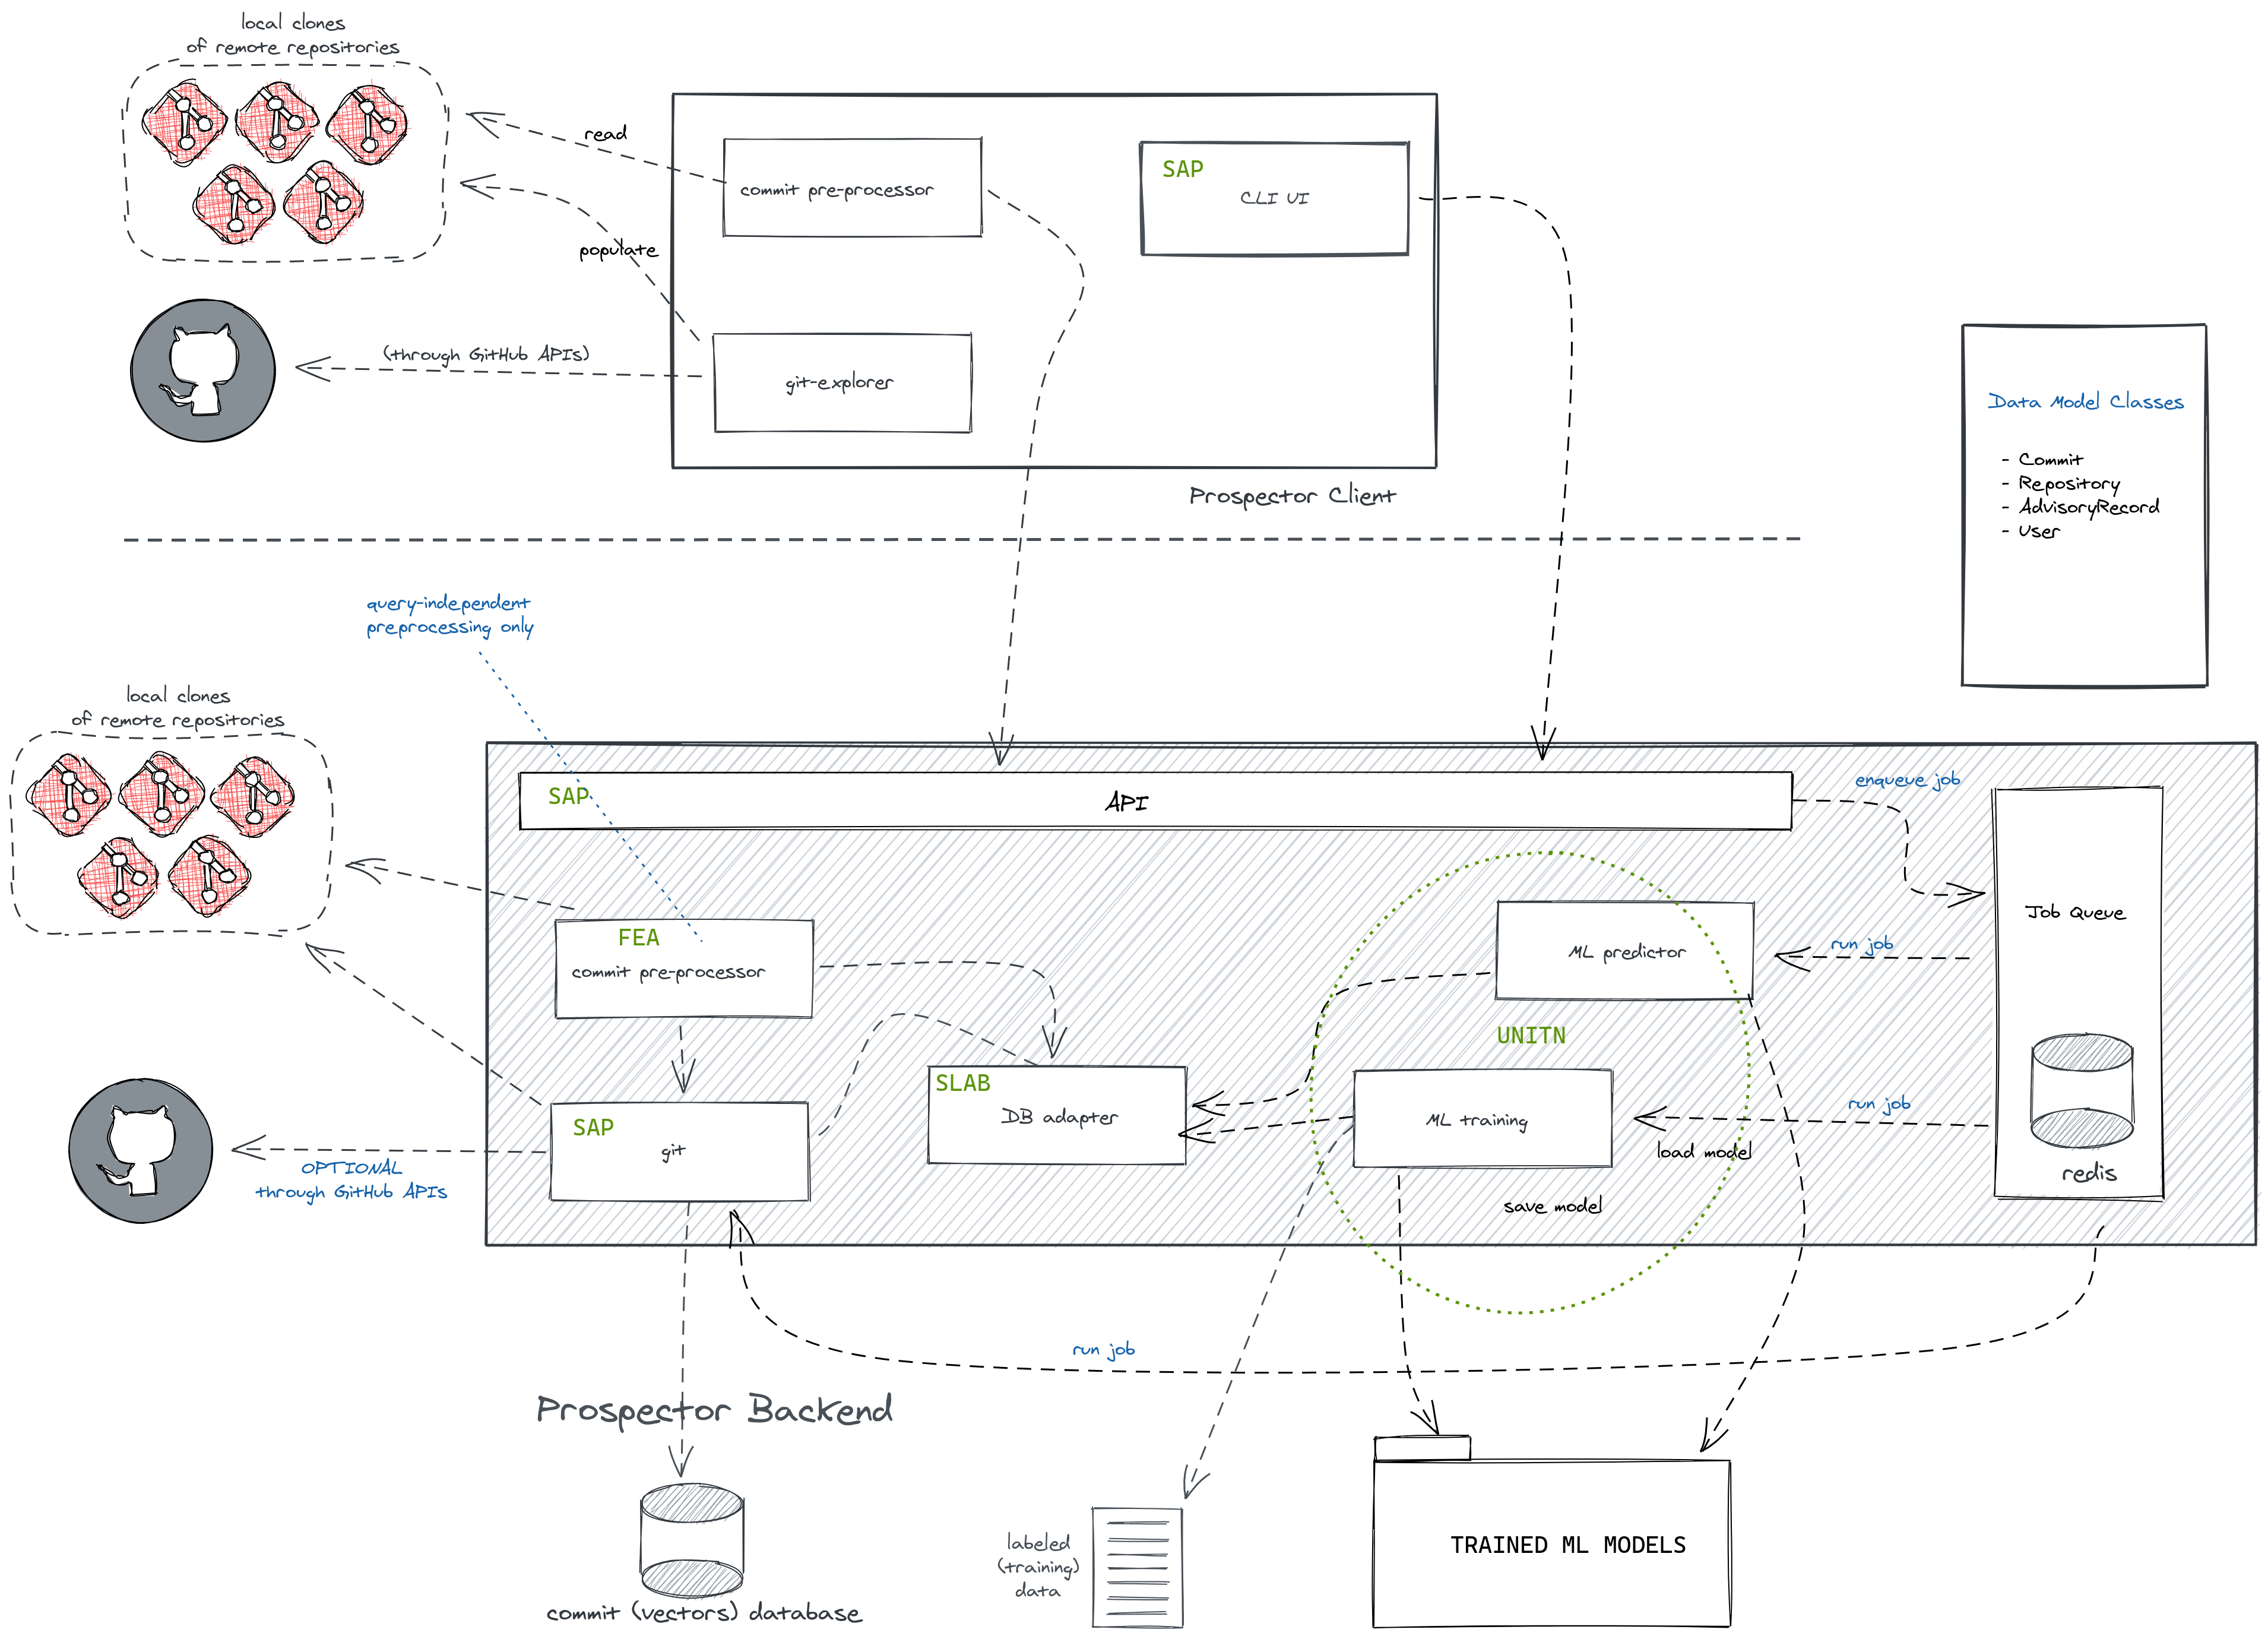 local clones
of remote repositories
read
commit pre-processor
SAP
CLI UI
populate
(through GitHub APIs)
git-explorer
Prospector Client
Data Model Classes
- Commit
- Repository
- AdvisoryRecord
- User
query-independent
preprocessing only
local clones
of remote repositories
SAP
API
enqueue job
Job Queue
FEA
commit pre-processor
ML predictor
run job
UNITN
SLAB
DB adapter
ML training
run job
load model
SAP
git
OPTIONAL
through GitHub APIs
save model
redis
run job
Prospector Backend
labeled
(training)
data
TRAINED ML MODELS
commit (vectors) database